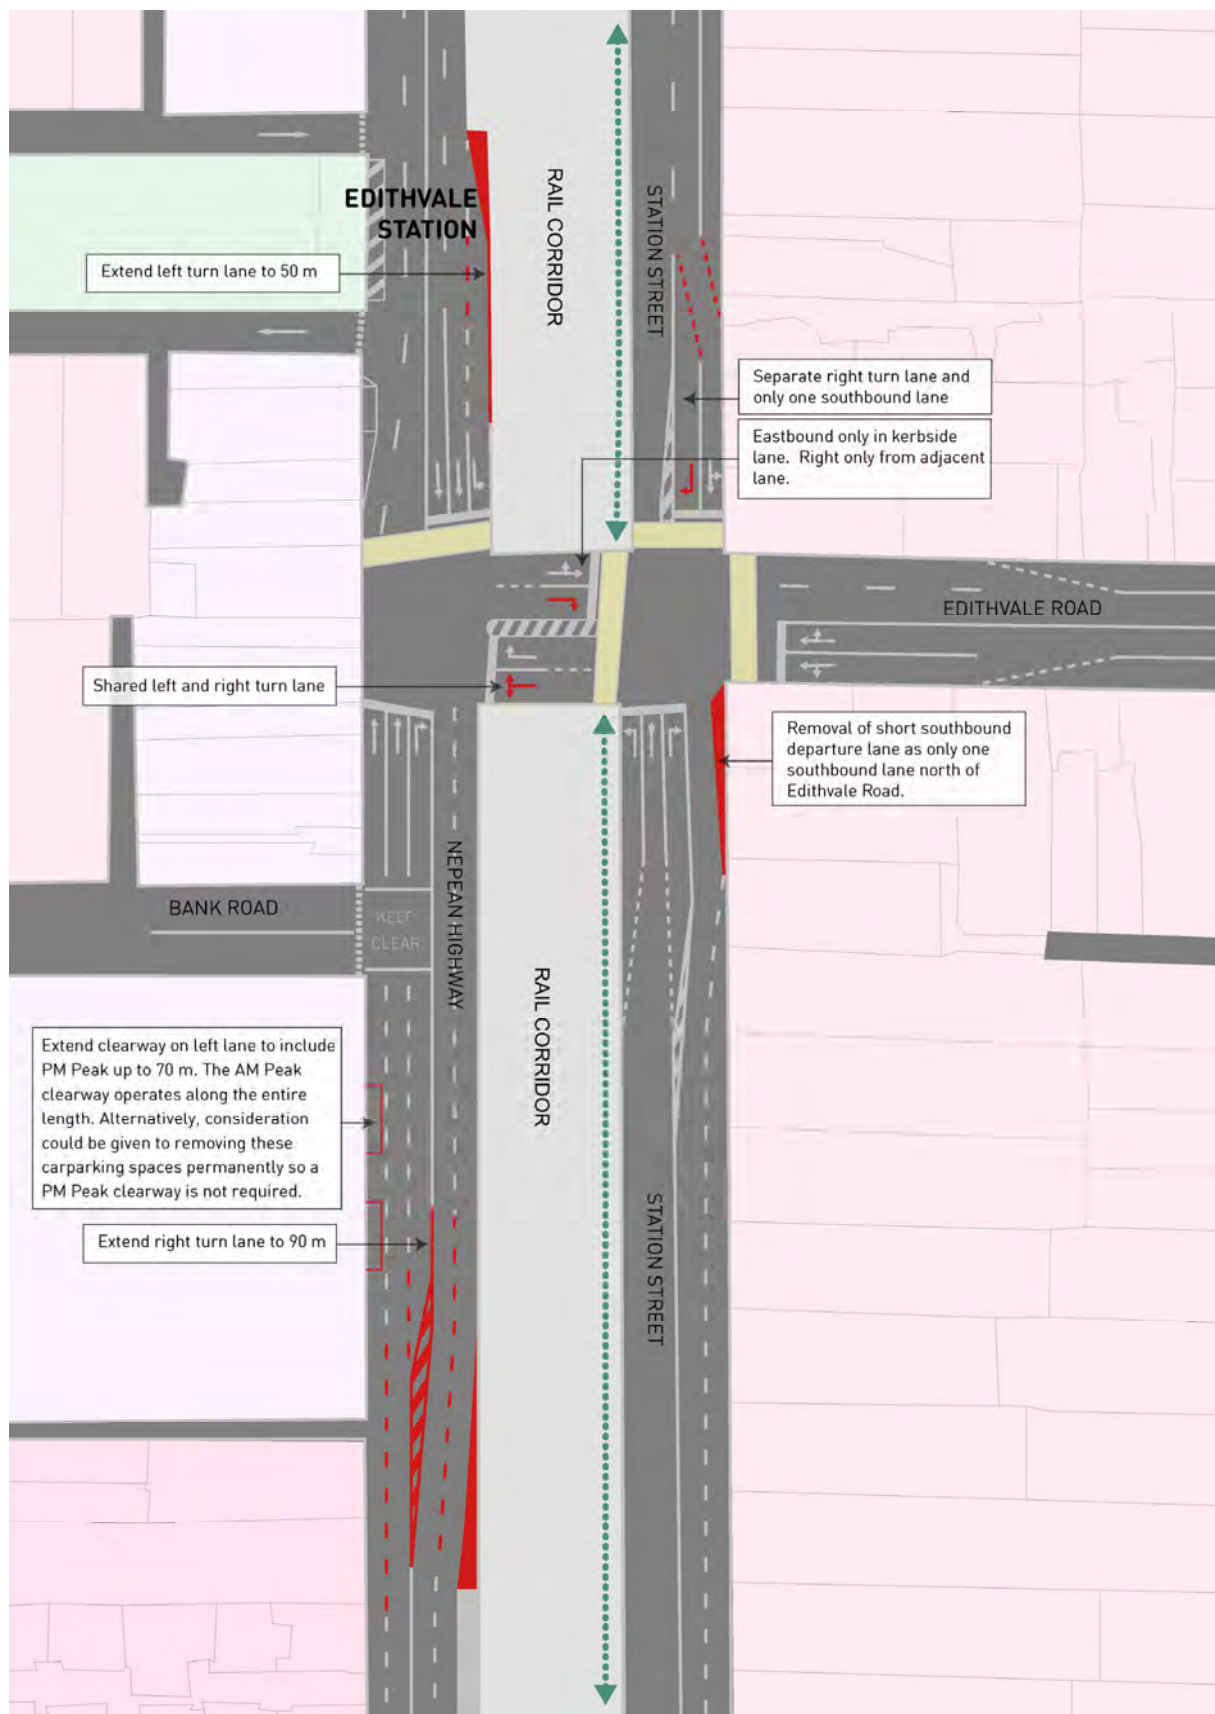 EDITHVALE
STATION
RAIL CORRIDOR
STATION STREET
Extend left turn lane to 50 m
Separate right turn lane and
only one southbound lane
Eastbound only in kerbside
lane. Right only from adjacent
lane.
EDITHVALE ROAD
Shared left and right turn lane
Removal of short southbound
departure lane as only one
southbound lane north of
Edithvale Road.
NEPEAN HIGHWAY
BANK ROAD
KEEP
CLEAR
RAIL CORRIDOR
Extend clearway on left lane to include
PM Peak up to 70 m. The AM Peak
clearway operates along the entire
length. Alternatively, consideration
could be given to removing these
carparking spaces permanently so a
PM Peak clearway is not required.
STATION STREET
Extend right turn lane to 90 m